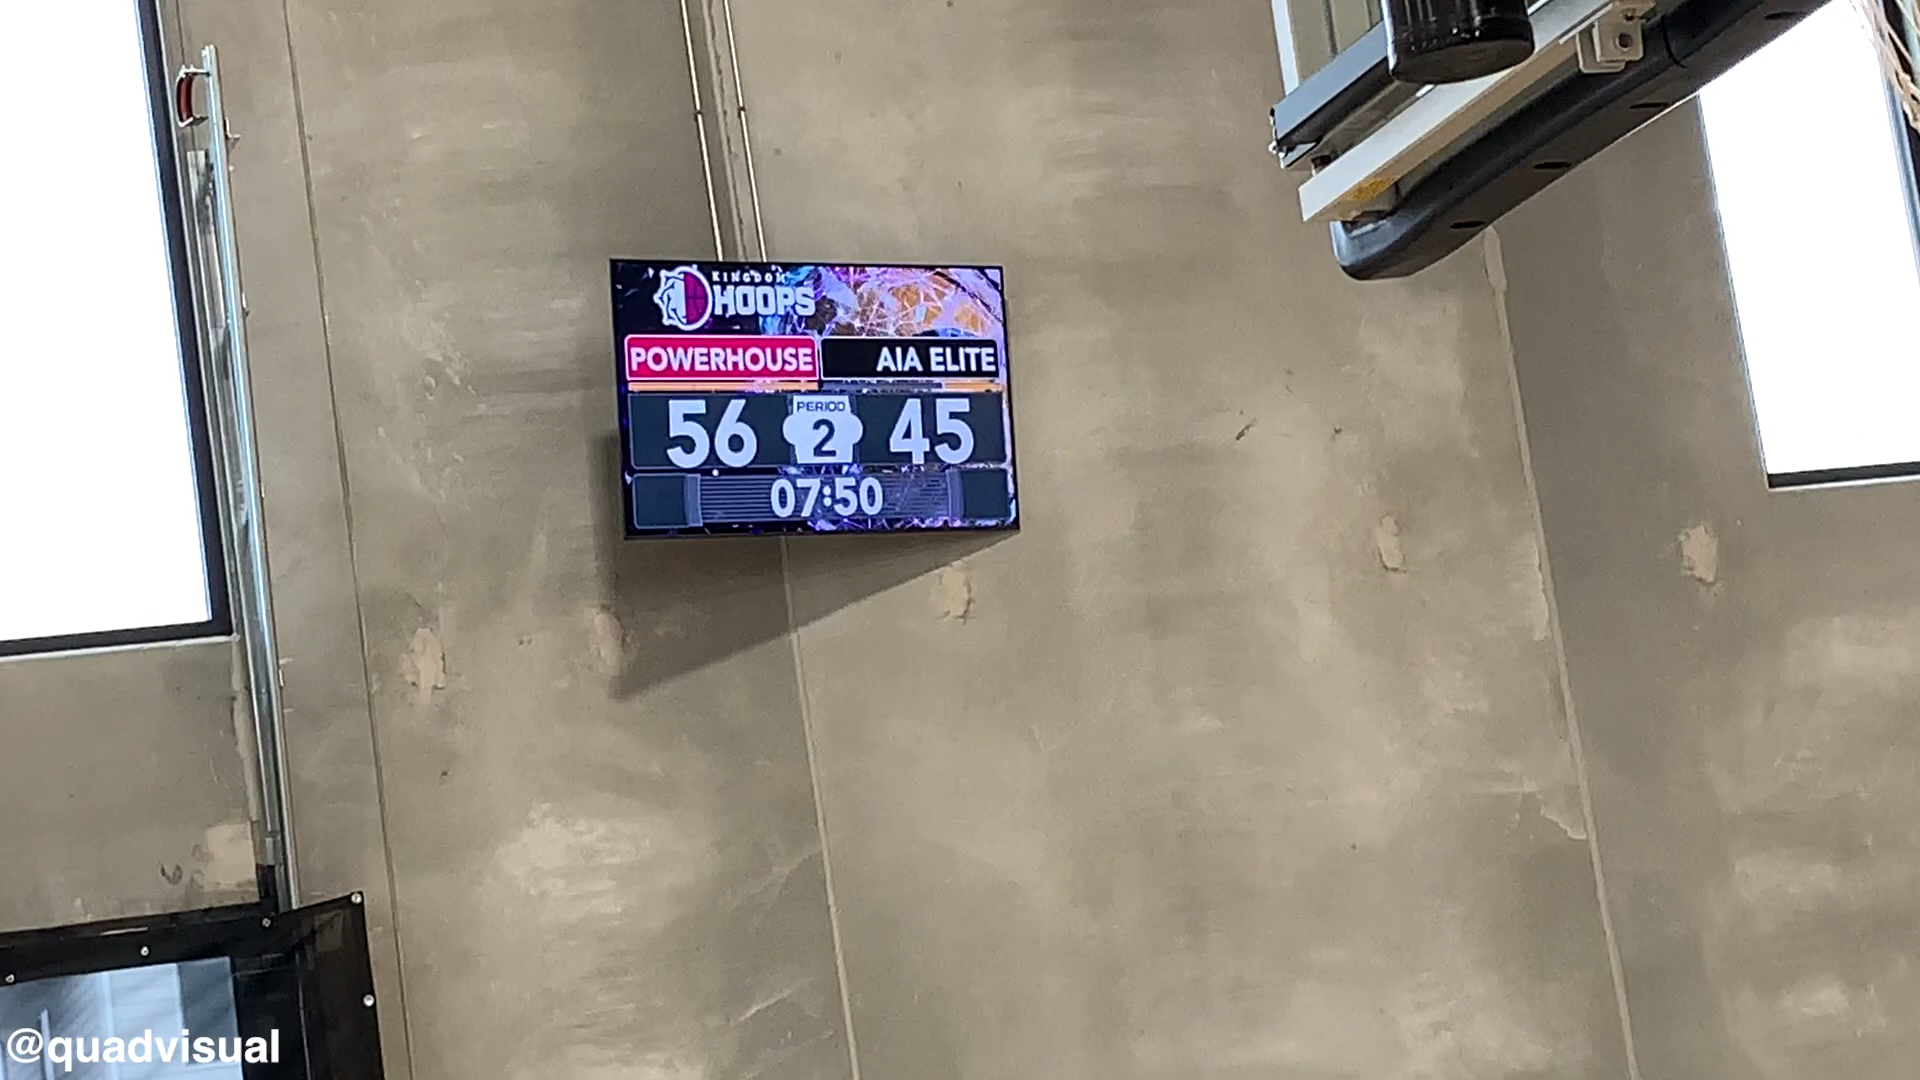 KINGDOM
HOOPS
POWERHOUSE AIA ELITE
56 PERIOD 2 45
07:50
@quadvisual